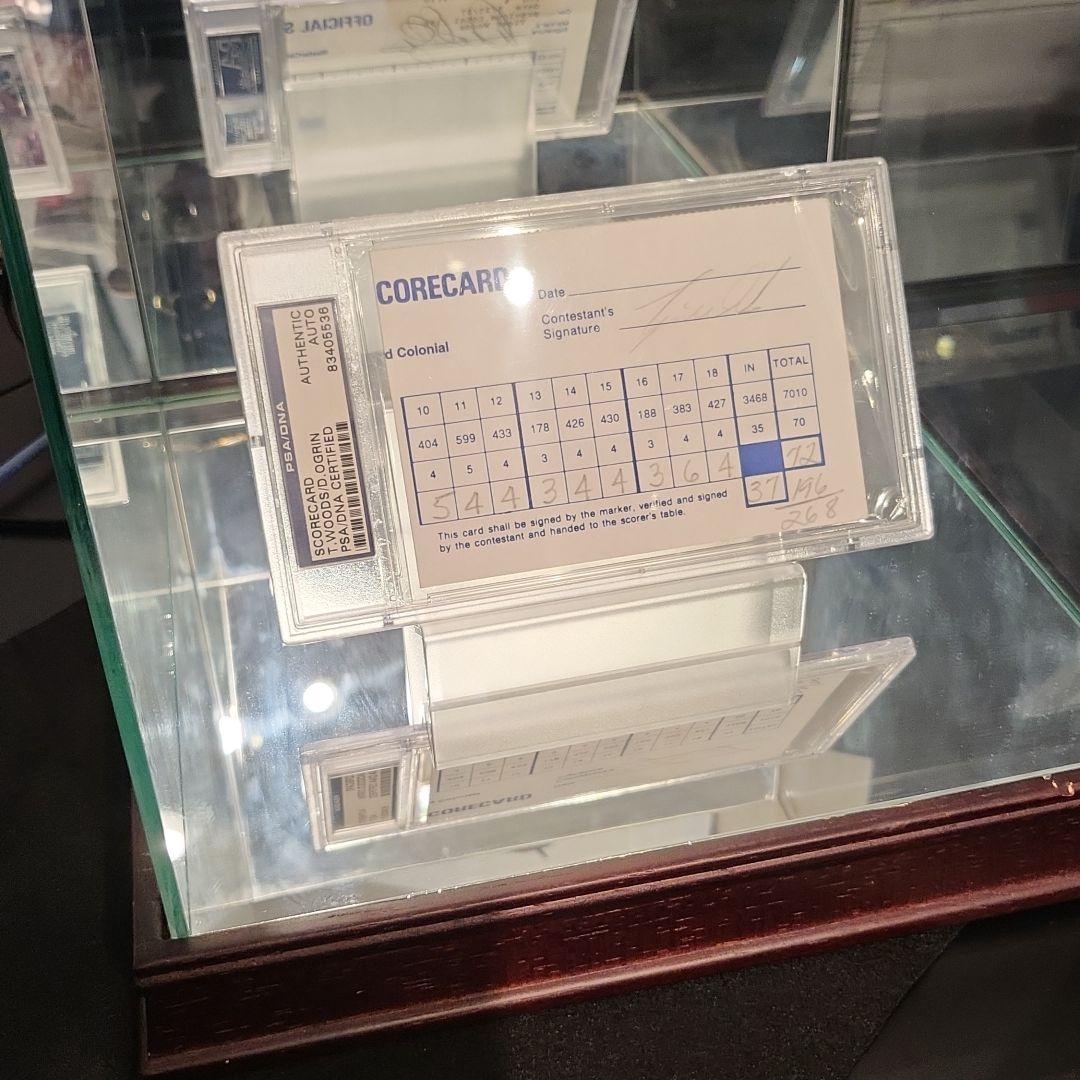 OFFICIAL S
PSA/DNA
SCORECARD
T.WOODS/D.OGRIN
PSA/DNA CERTIFIED
AUTHENTIC
AUTO
83405536
CORECARD
Date
Contestant's
Signature
d Colonial
10 11 12 13 14 15 16 17 18 IN TOTAL
404 599 433 178 426 430 188 383 427 3468 7010
4 5 4 3 4 4 3 4 4 35 70
5 4 4 3 4 4 3 6 4 37 72
196
268
This card shall be signed by the marker, verified and signed
by the contestant and handed to the scorer's table.